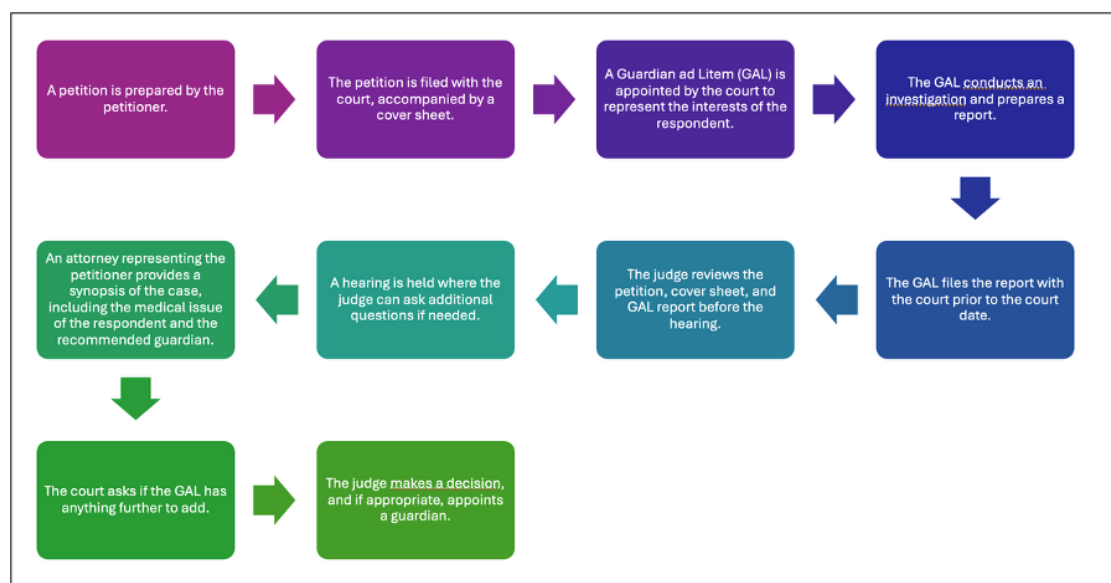 A petition is prepared by the
petitioner.
The petition is filed with the
court, accompanied by a
cover sheet.
A Guardian ad Litem (GAL) is
appointed by the court to
represent the interests of the
respondent.
The GAL conducts an
investigation and prepares a
report.
The GAL files the report with
the court prior to the court
date.
The judge reviews the
petition, cover sheet, and
GAL report before the
hearing.
A hearing is held where the
judge can ask additional
questions if needed.
An attorney representing the
petitioner provides a
synopsis of the case,
including the medical issue
of the respondent and the
recommended guardian.
The court asks if the GAL has
anything further to add.
The judge makes a decision,
and if appropriate, appoints
a guardian.